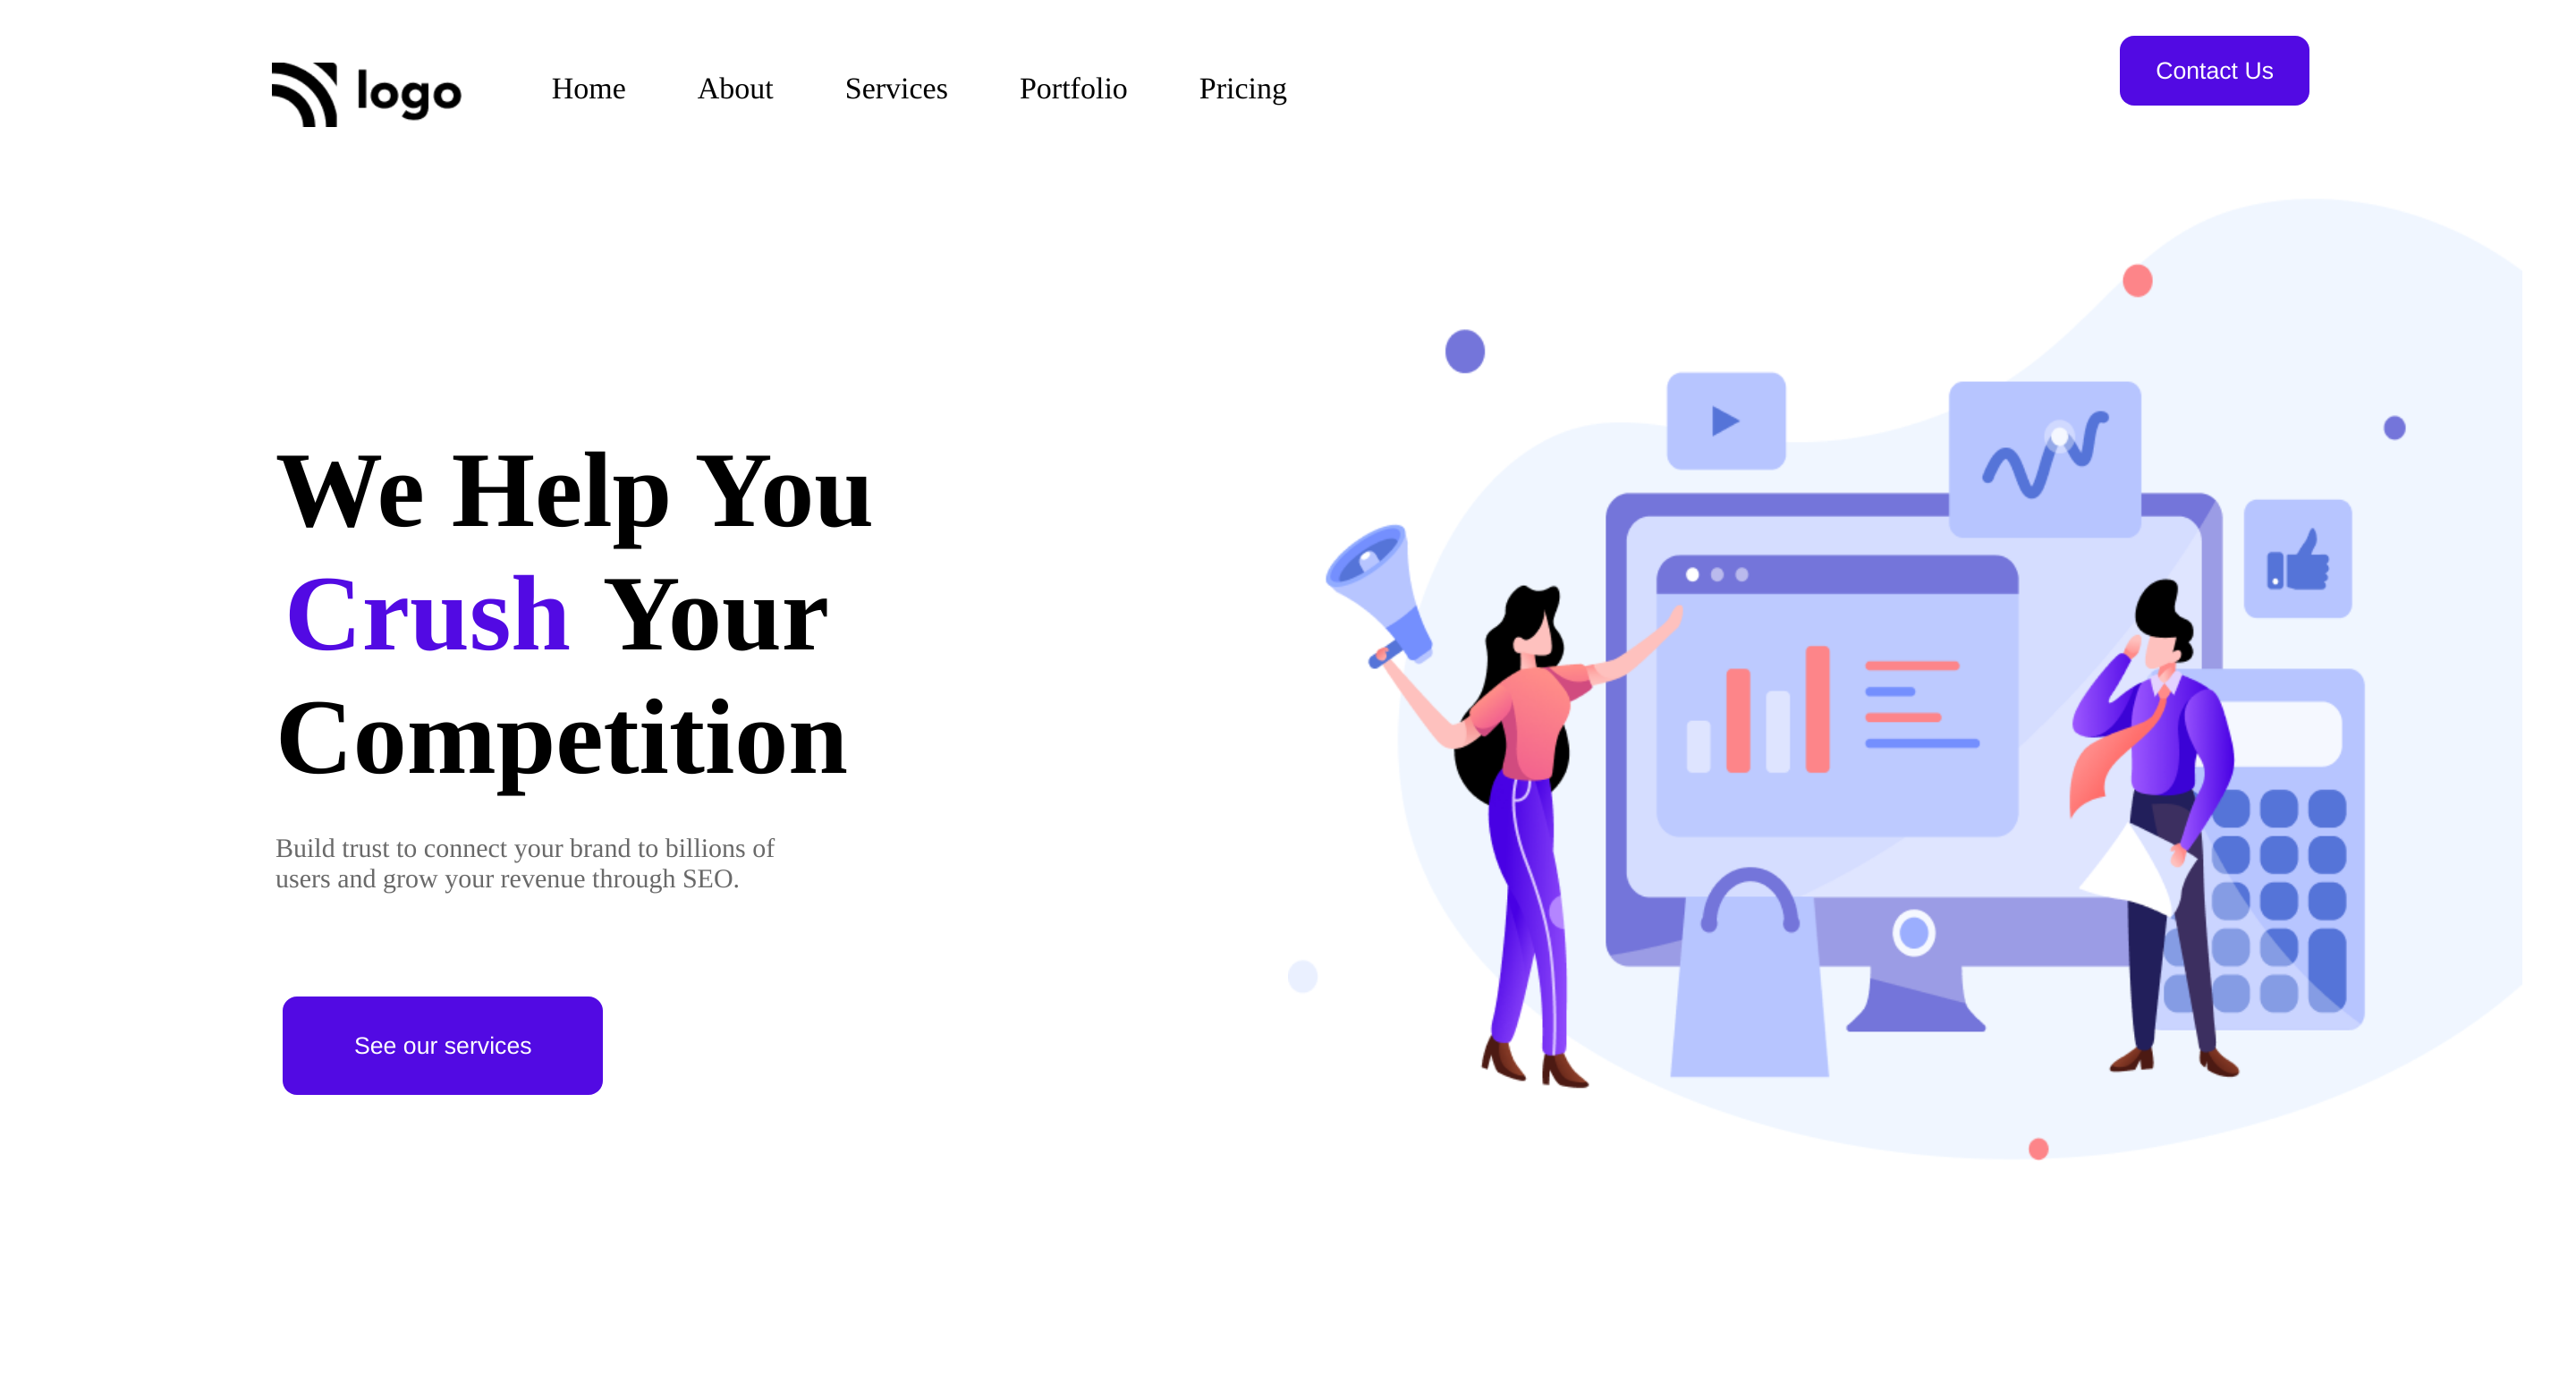 logo Home About Services Portfolio Pricing Contact Us
We Help You
Crush Your
Competition
Build trust to connect your brand to billions of
users and grow your revenue through SEO.
See our services